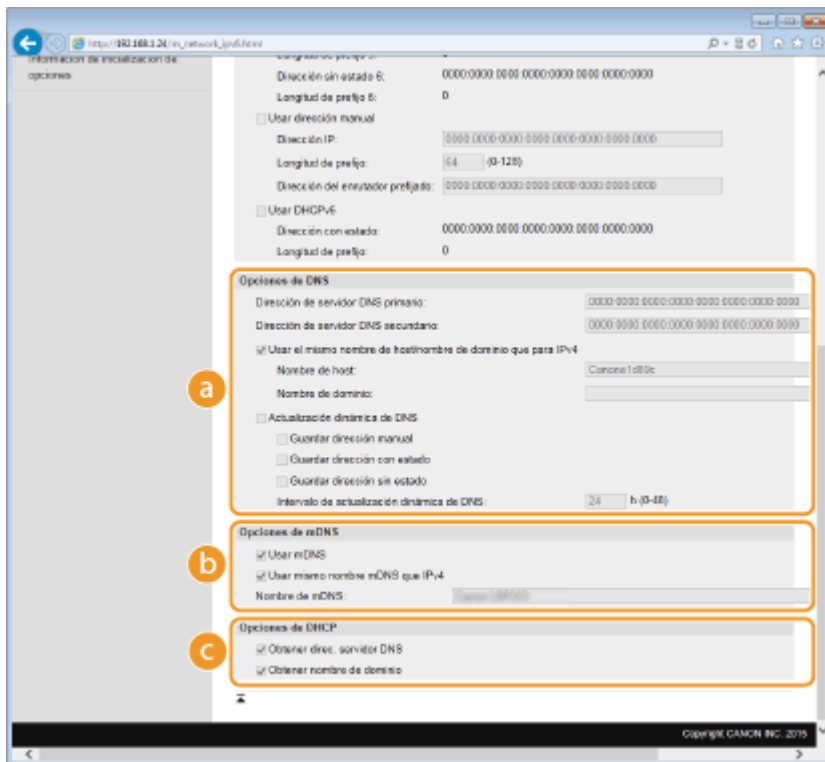 http://192.168.1.24/m_network_ipv6.html
Información de inicialización de
opciones
Longitud de prefijo 5:
Dirección sin estado 6: 0000:0000:0000:0000:0000:0000:0000:0000
Longitud de prefijo 6: 0
Usar dirección manual
Dirección IP: 0000:0000:0000:0000:0000:0000:0000:0000
Longitud de prefijo: 64 (0-128)
Dirección del enrutador prefijado: 0000:0000:0000:0000:0000:0000:0000:0000
Usar DHCPv6
Dirección con estado: 0000:0000:0000:0000:0000:0000:0000:0000
Longitud de prefijo: 0
a
Opciones de DNS
Dirección de servidor DNS primario: 0000:0000:0000:0000:0000:0000:0000:0000
Dirección de servidor DNS secundario: 0000:0000:0000:0000:0000:0000:0000:0000
Usar el mismo nombre de host/nombre de dominio que para IPv4
Nombre de host: Canone1d89c
Nombre de dominio:
Actualización dinámica de DNS
Guardar dirección manual
Guardar dirección con estado
Guardar dirección sin estado
Intervalo de actualización dinámica de DNS: 24 h (0-48)
b
Opciones de mDNS
Usar mDNS
Usar mismo nombre mDNS que IPv4
Nombre de mDNS: Canon
c
Opciones de DHCP
Obtener direc. servidor DNS
Obtener nombre de dominio
Copyright CANON INC. 2015